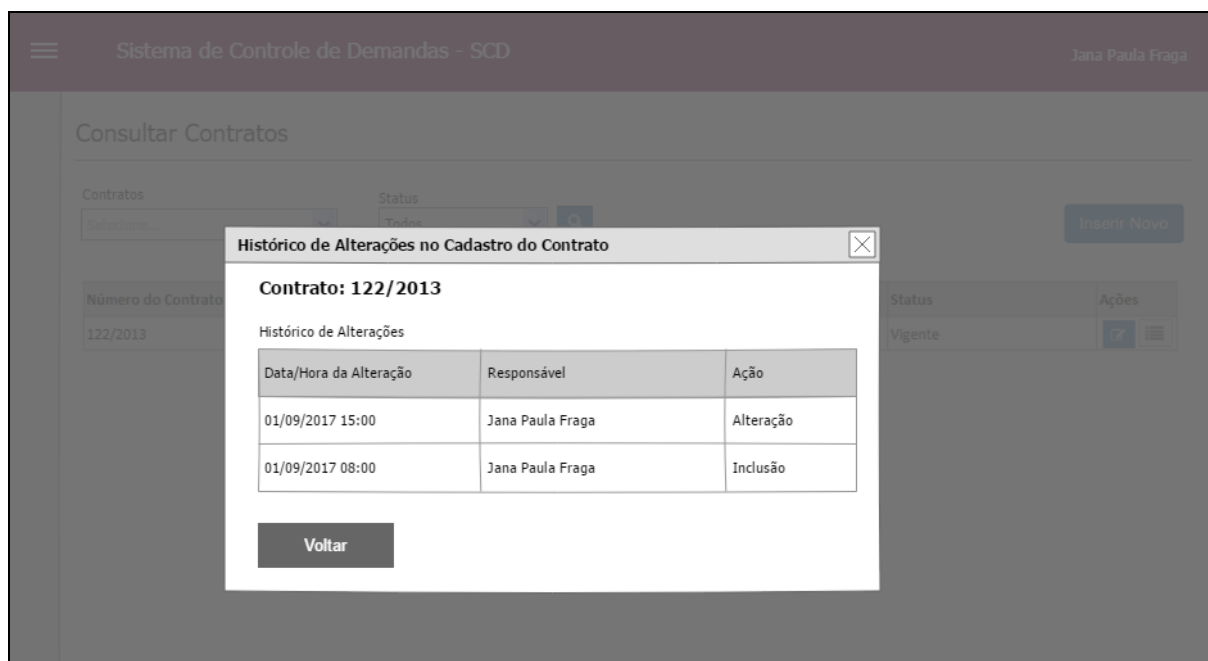 Sistema de Controle de Demandas - SCD
Jana Paula Fraga
Consultar Contratos
Contratos
Status
Selecione...
Todos
Inserir Novo
Histórico de Alterações no Cadastro do Contrato
Contrato: 122/2013
Número do Contrato
Status
Ações
122/2013
Vigente
Histórico de Alterações
Data/Hora da Alteração Responsável Ação
01/09/2017 15:00 Jana Paula Fraga Alteração
01/09/2017 08:00 Jana Paula Fraga Inclusão
Voltar